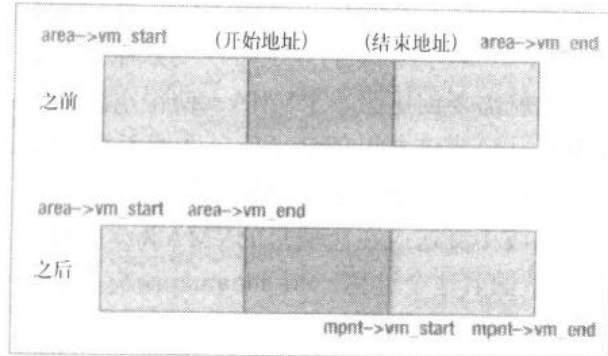 area->vm_start (开始地址) (结束地址) area->vm_end
之前
area->vm_start area->vm_end
之后
mpnt->vm_start mpnt->vm_end